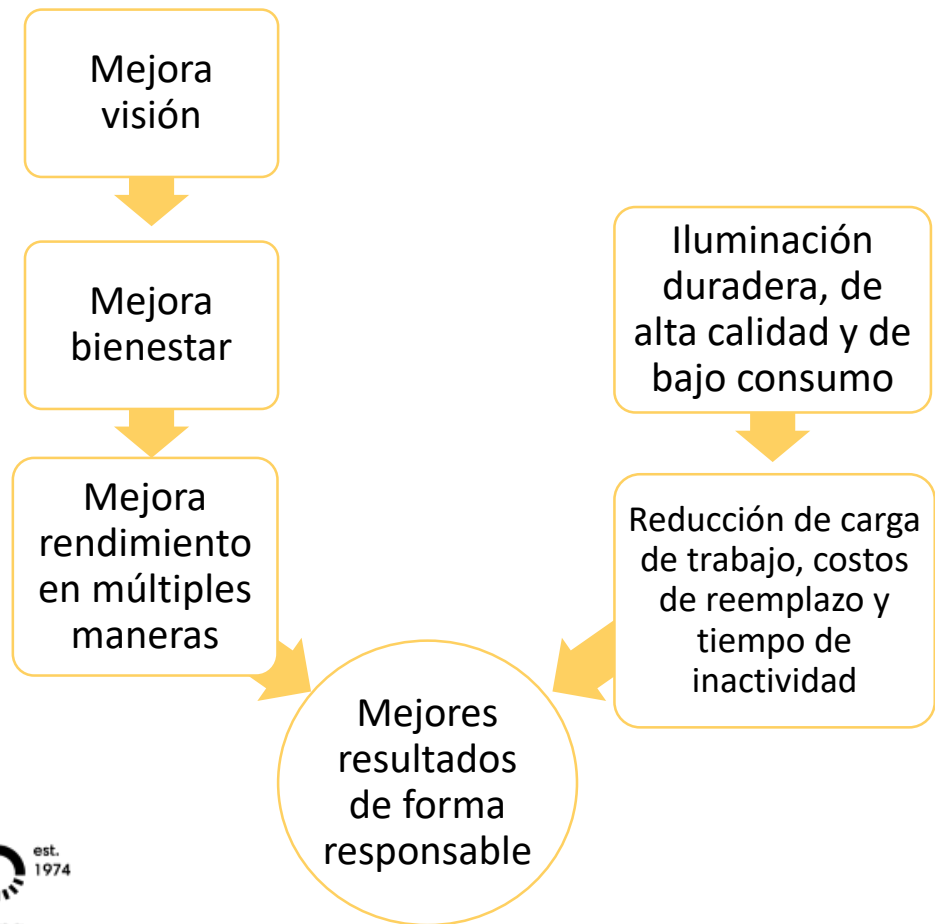 Mejora
visión
Mejora
bienestar
Mejora
rendimiento
en múltiples
maneras
Iluminación
duradera, de
alta calidad y de
bajo consumo
Reducción de carga
de trabajo, costos
de reemplazo y
tiempo de
inactividad
Mejores
resultados
de forma
responsable
est.
1974